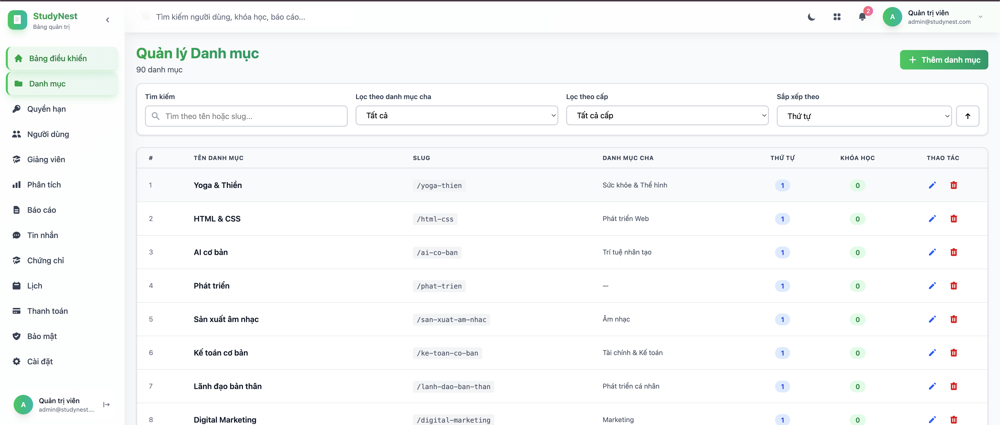 StudyNest
Bảng quản trị
Tìm kiếm người dùng, khóa học, báo cáo...
2
A
Quản trị viên
admin@studynest.com
Bảng điều khiển
Danh mục
Quyền hạn
Người dùng
Giảng viên
Phân tích
Báo cáo
Tin nhắn
Chứng chỉ
Lịch
Thanh toán
Bảo mật
Cài đặt
A
Quản trị viên
admin@studynest....
Quản lý Danh mục
90 danh mục
Thêm danh mục
Tìm kiếm
Tìm theo tên hoặc slug...
Lọc theo danh mục cha
Tất cả
Lọc theo cấp
Tất cả cấp
Sắp xếp theo
Thứ tự
# TÊN DANH MỤC SLUG DANH MỤC CHA THỨ TỰ KHÓA HỌC THAO TÁC
1 Yoga & Thiền /yoga-thien Sức khỏe & Thể hình 1 0
2 HTML & CSS /html-css Phát triển Web 1 0
3 AI cơ bản /ai-co-ban Trí tuệ nhân tạo 1 0
4 Phát triển /phat-trien — 1 0
5 Sản xuất âm nhạc /san-xuat-am-nhac Âm nhạc 1 0
6 Kế toán cơ bản /ke-toan-co-ban Tài chính & Kế toán 1 0
7 Lãnh đạo bản thân /lanh-dao-ban-than Phát triển cá nhân 1 0
8 Digital Marketing /digital-marketing Marketing 1 0